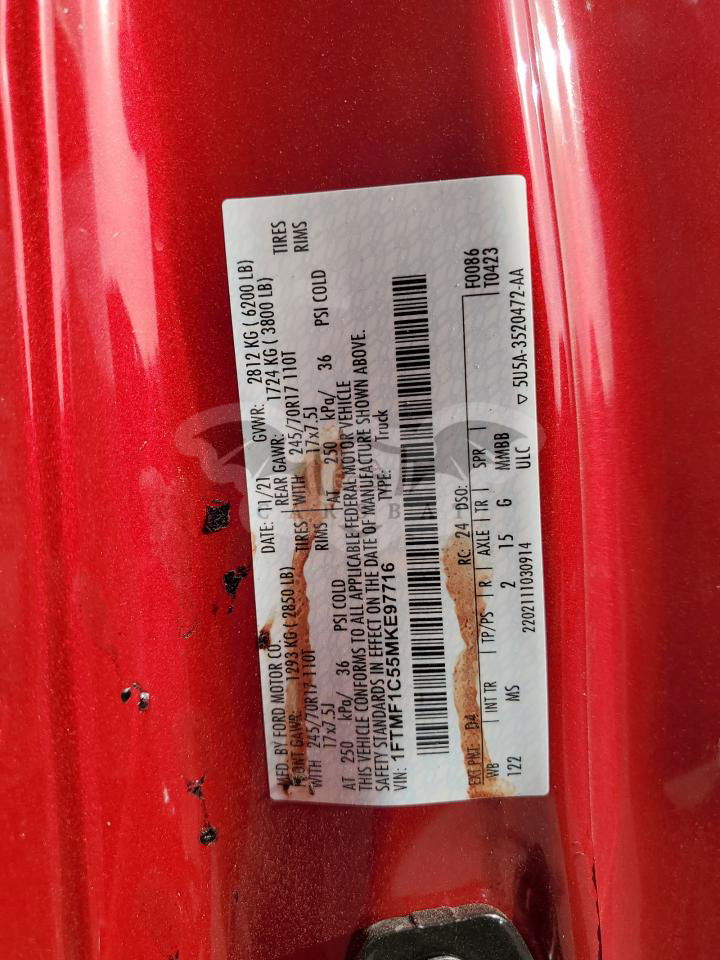 MFD. BY FORD MOTOR CO. DATE: 11/21 GVWR: 2812 KG ( 6200 LB)
FRONT GAWR: 1293 KG ( 2850 LB) REAR GAWR: 1724 KG ( 3800 LB)
WITH 245/70R17 110T TIRES WITH 245/70R17 110T TIRES
17x7.5J RIMS 17x7.5J RIMS
AT 250 kPa/ 36 PSI COLD AT 250 kPa/ 36 PSI COLD
THIS VEHICLE CONFORMS TO ALL APPLICABLE FEDERAL MOTOR VEHICLE
SAFETY STANDARDS IN EFFECT ON THE DATE OF MANUFACTURE SHOWN ABOVE.
VIN: 1FTMF1C55MKE97716 TYPE: Truck
F0086
EXT PNT: D4 RC: 24 DSO: T0423
WB INT TR TP/PS R AXLE TR SPR
122 MS 2 15 G MMBB
2202111030914 ULC ▽ 5U5A-3520472-AA